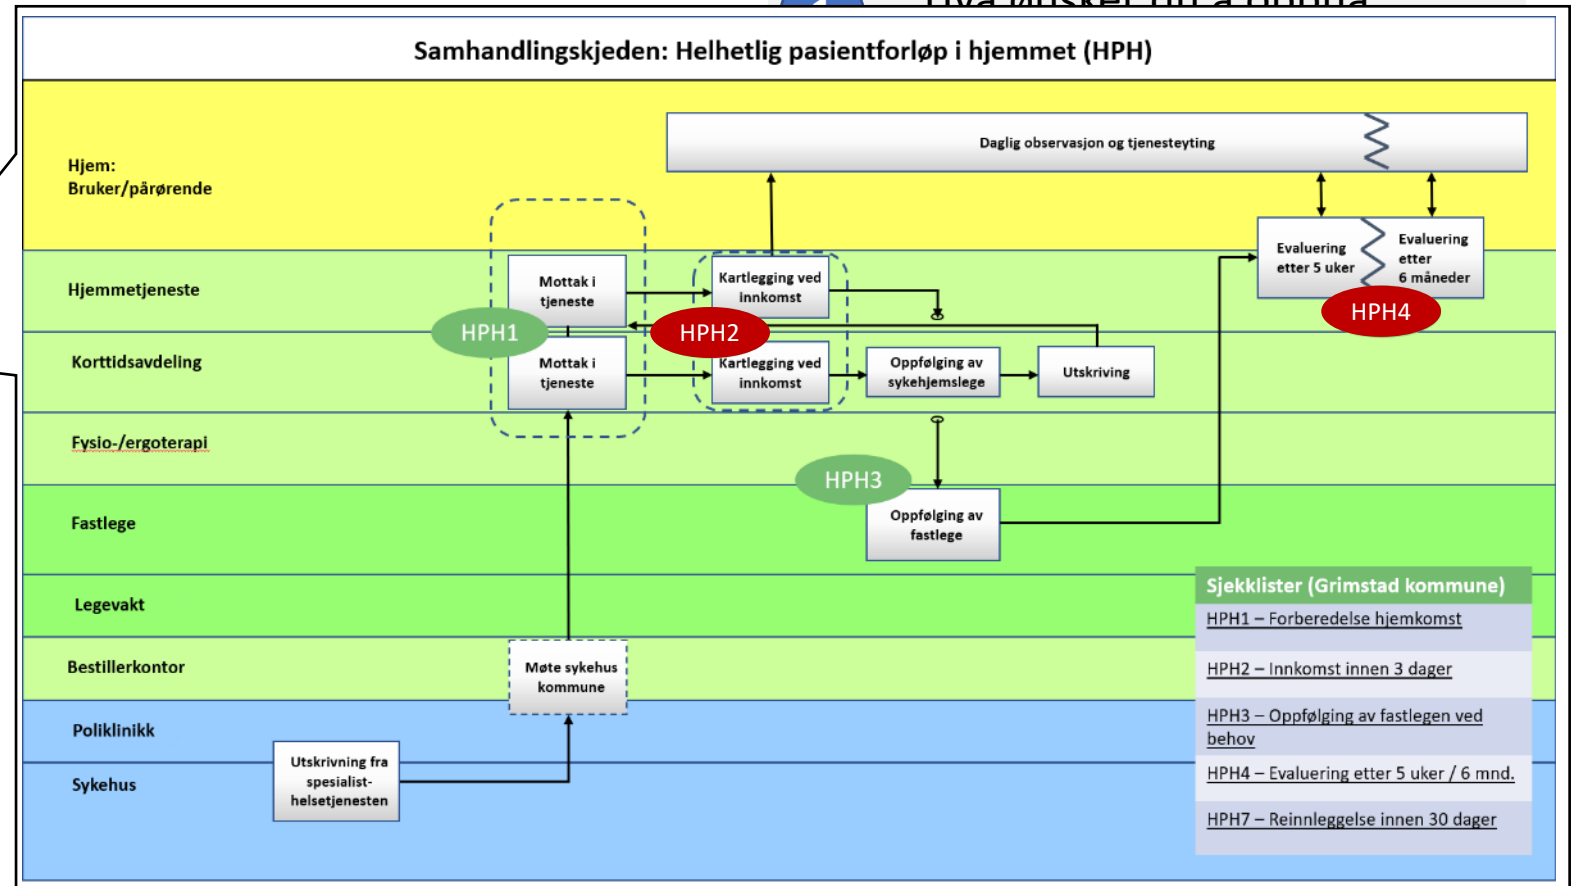 Hva ønsker du å oppnå
Samhandlingskjeden: Helhetlig pasientforløp i hjemmet (HPH)
Daglig observasjon og tjenesteyting
Hjem:
Bruker/pårørende
Evaluering
etter 5 uker
Evaluering
etter
6 måneder
HPH4
Hjemmetjeneste
Mottak i
tjeneste
Kartlegging ved
innkomst
HPH1
HPH2
Korttidsavdeling
Mottak i
tjeneste
Kartlegging ved
innkomst
Oppfølging av
sykehjemslege
Utskriving
Fysio-/ergoterapi
HPH3
Fastlege
Oppfølging av
fastlege
Legevakt
Bestillerkontor
Møte sykehus
kommune
Poliklinikk
Sykehus
Utskrivning fra
spesialist-
helsetjenesten
Sjekklister (Grimstad kommune)
HPH1 – Forberedelse hjemkomst
HPH2 – Innkomst innen 3 dager
HPH3 – Oppfølging av fastlegen ved
behov
HPH4 – Evaluering etter 5 uker / 6 mnd.
HPH7 – Reinnleggelse innen 30 dager